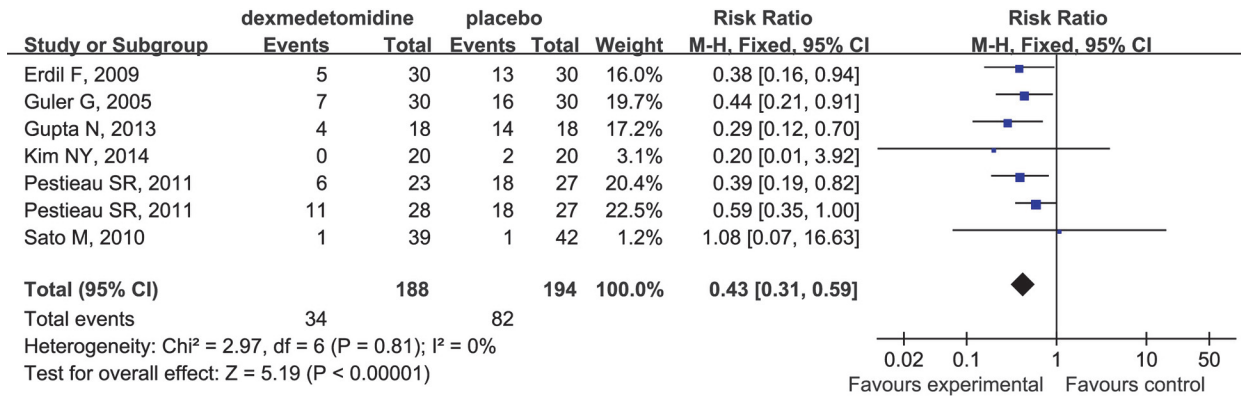 dexmedetomidine placebo Risk Ratio Risk Ratio
Study or Subgroup Events Total Events Total Weight M-H, Fixed, 95% CI M-H, Fixed, 95% CI
Erdil F, 2009 5 30 13 30 16.0% 0.38 [0.16, 0.94]
Guler G, 2005 7 30 16 30 19.7% 0.44 [0.21, 0.91]
Gupta N, 2013 4 18 14 18 17.2% 0.29 [0.12, 0.70]
Kim NY, 2014 0 20 2 20 3.1% 0.20 [0.01, 3.92]
Pestieau SR, 2011 6 23 18 27 20.4% 0.39 [0.19, 0.82]
Pestieau SR, 2011 11 28 18 27 22.5% 0.59 [0.35, 1.00]
Sato M, 2010 1 39 1 42 1.2% 1.08 [0.07, 16.63]
Total (95% CI) 188 194 100.0% 0.43 [0.31, 0.59]
Total events 34 82
Heterogeneity: Chi² = 2.97, df = 6 (P = 0.81); I² = 0%
Test for overall effect: Z = 5.19 (P < 0.00001)
0.02 0.1 1 10 50
Favours experimental Favours control